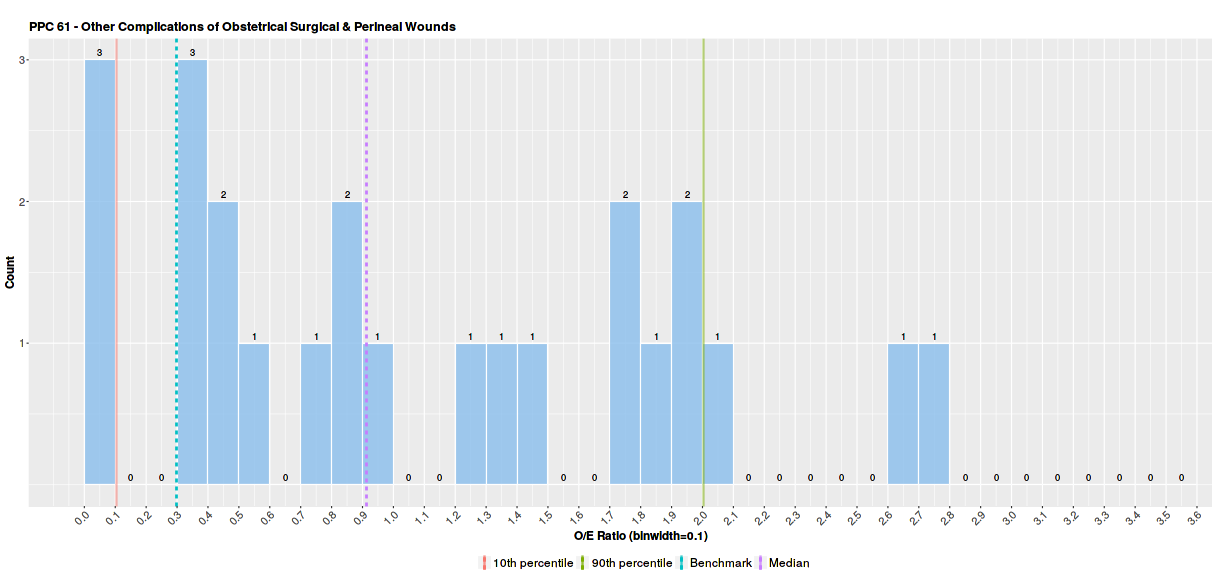 PPC 61 - Other Complications of Obstetrical Surgical & Perineal Wounds
3 3
3
2 2 2 2
2
1 1 1 1 1 1 1 1 1 1
1
0 0 0 0 0 0 0 0 0 0 0 0 0 0 0 0 0 0 0 0
Count
0.0 0.1 0.2 0.3 0.4 0.5 0.6 0.7 0.8 0.9 1.0 1.1 1.2 1.3 1.4 1.5 1.6 1.7 1.8 1.9 2.0 2.1 2.2 2.3 2.4 2.5 2.6 2.7 2.8 2.9 3.0 3.1 3.2 3.3 3.4 3.5 3.6
O/E Ratio (binwidth=0.1)
10th percentile 90th percentile Benchmark Median